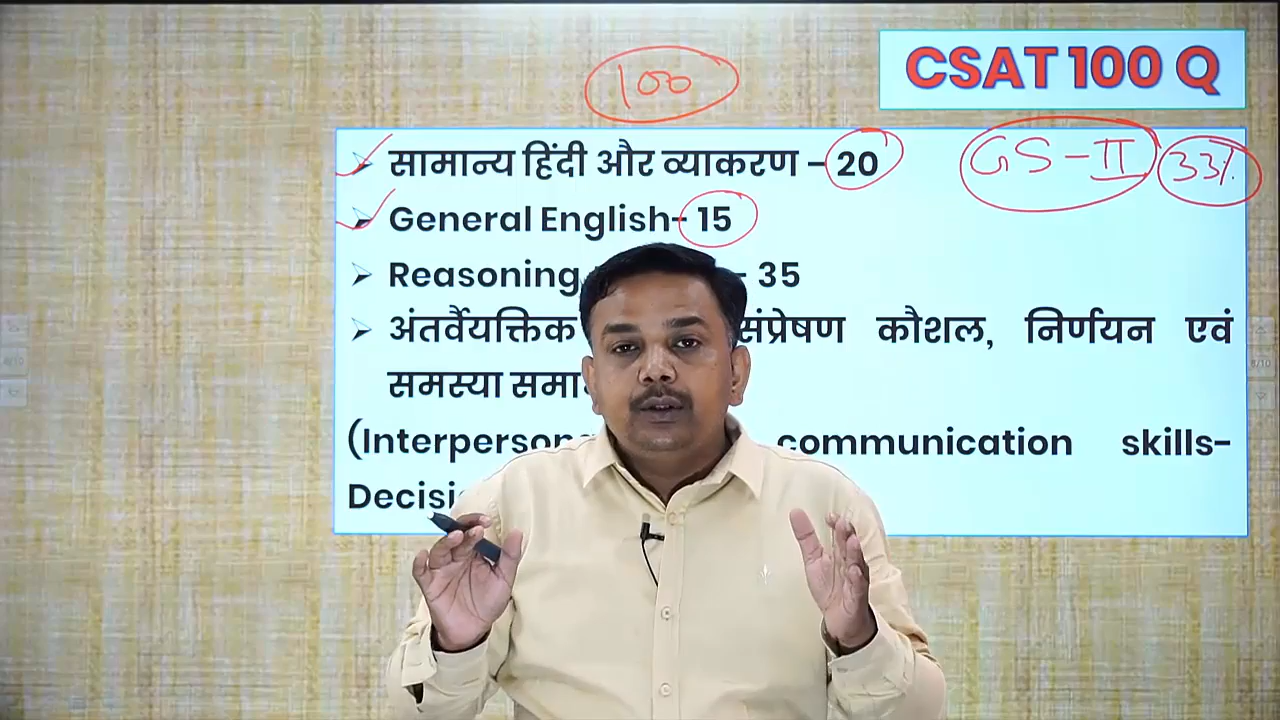 CSAT 100 Q
100
➢ सामान्य हिंदी और व्याकरण – 20
GS-II 33%
➢ General English- 15
➢ Reasoning - 35
➢ अंतर्वैयक्तिक संप्रेषण कौशल, निर्णयन एवं
समस्या
(Interperson communication skills-
Decisi